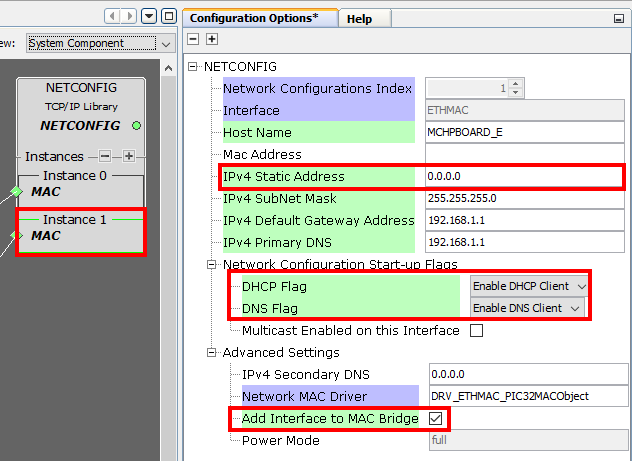 ew: System Component
NETCONFIG
TCP/IP Library
NETCONFIG
Instances
Instance 0
MAC
Instance 1
MAC
Configuration Options* Help
NETCONFIG
Network Configurations Index 1
Interface ETHMAC
Host Name MCHPBOARD_E
Mac Address
IPv4 Static Address 0.0.0.0
IPv4 SubNet Mask 255.255.255.0
IPv4 Default Gateway Address 192.168.1.1
IPv4 Primary DNS 192.168.1.1
Network Configuration Start-up Flags
DHCP Flag Enable DHCP Client
DNS Flag Enable DNS Client
Multicast Enabled on this Interface
Advanced Settings
IPv4 Secondary DNS 0.0.0.0
Network MAC Driver DRV_ETHMAC_PIC32MACObject
Add Interface to MAC Bridge
Power Mode full